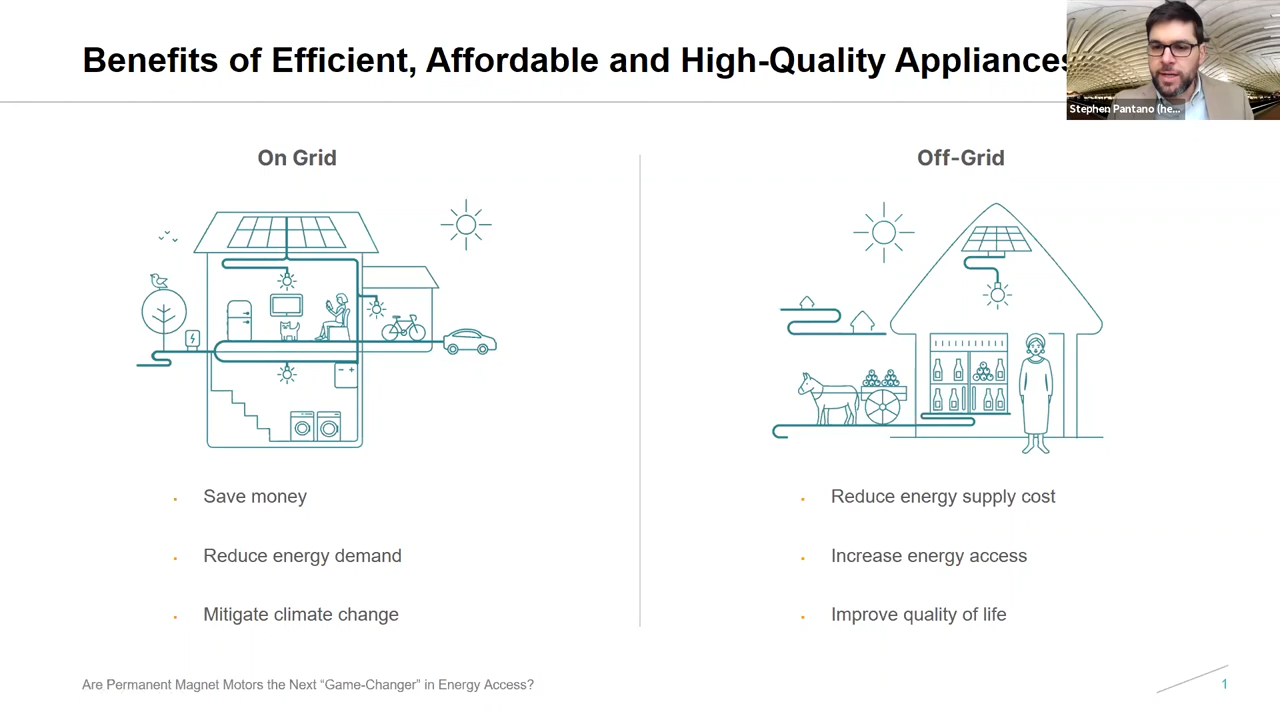 Benefits of Efficient, Affordable and High-Quality Appliances
Stephen Pantano (he...
On Grid
Off-Grid
Save money
Reduce energy demand
Mitigate climate change
Reduce energy supply cost
Increase energy access
Improve quality of life
Are Permanent Magnet Motors the Next “Game-Changer” in Energy Access?
1